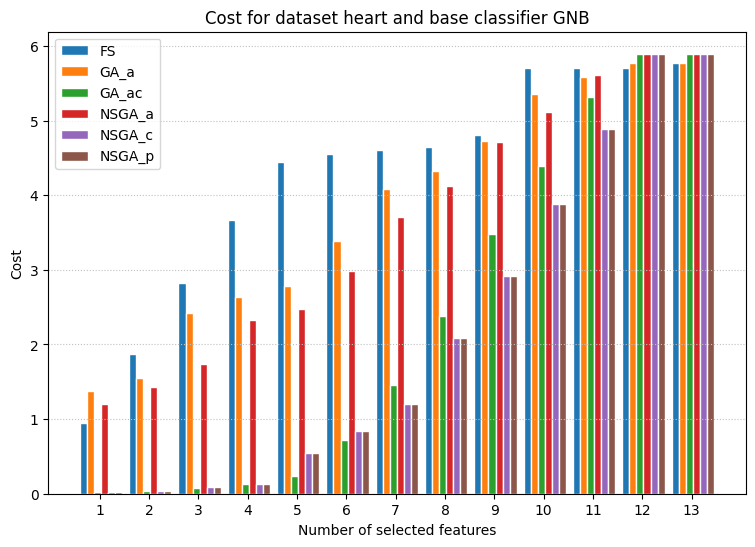 Cost for dataset heart and base classifier GNB
FS
GA_a
GA_ac
NSGA_a
NSGA_c
NSGA_p
6
5
4
3
2
1
0
Cost
1 2 3 4 5 6 7 8 9 10 11 12 13
Number of selected features